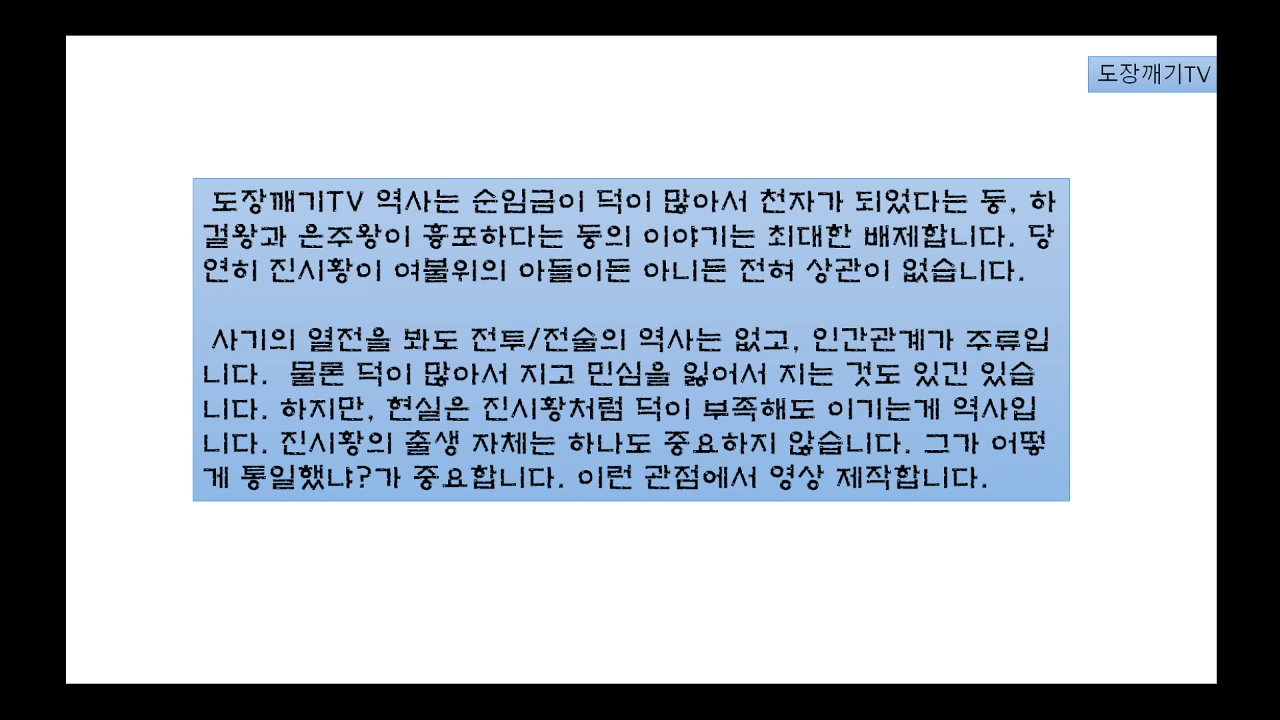 도장깨기TV
도장깨기TV 역사는 순임금이 덕이 많아서 천자가 되었다는 둥, 하
걸왕과 은주왕이 흉포하다는 둥의 이야기는 최대한 배제합니다. 당
연히 진시황이 여불위의 아들이든 아니든 전혀 상관이 없습니다.
사기의 열전을 봐도 전투/전술의 역사는 없고, 인간관계가 주류입
니다. 물론 덕이 많아서 지고 민심을 잃어서 지는 것도 있긴 있습
니다. 하지만, 현실은 진시황처럼 덕이 부족해도 이기는게 역사입
니다. 진시황의 출생 자체는 하나도 중요하지 않습니다. 그가 어떻
게 통일했냐?가 중요합니다. 이런 관점에서 영상 제작합니다.